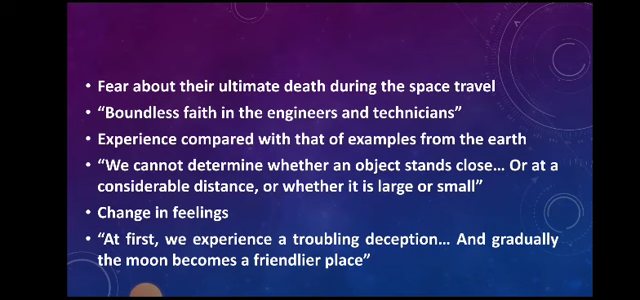 • Fear about their ultimate death during the space travel
• “Boundless faith in the engineers and technicians”
• Experience compared with that of examples from the earth
• “We cannot determine whether an object stands close... Or at a
considerable distance, or whether it is large or small”
• Change in feelings
• “At first, we experience a troubling deception... And gradually
the moon becomes a friendlier place”